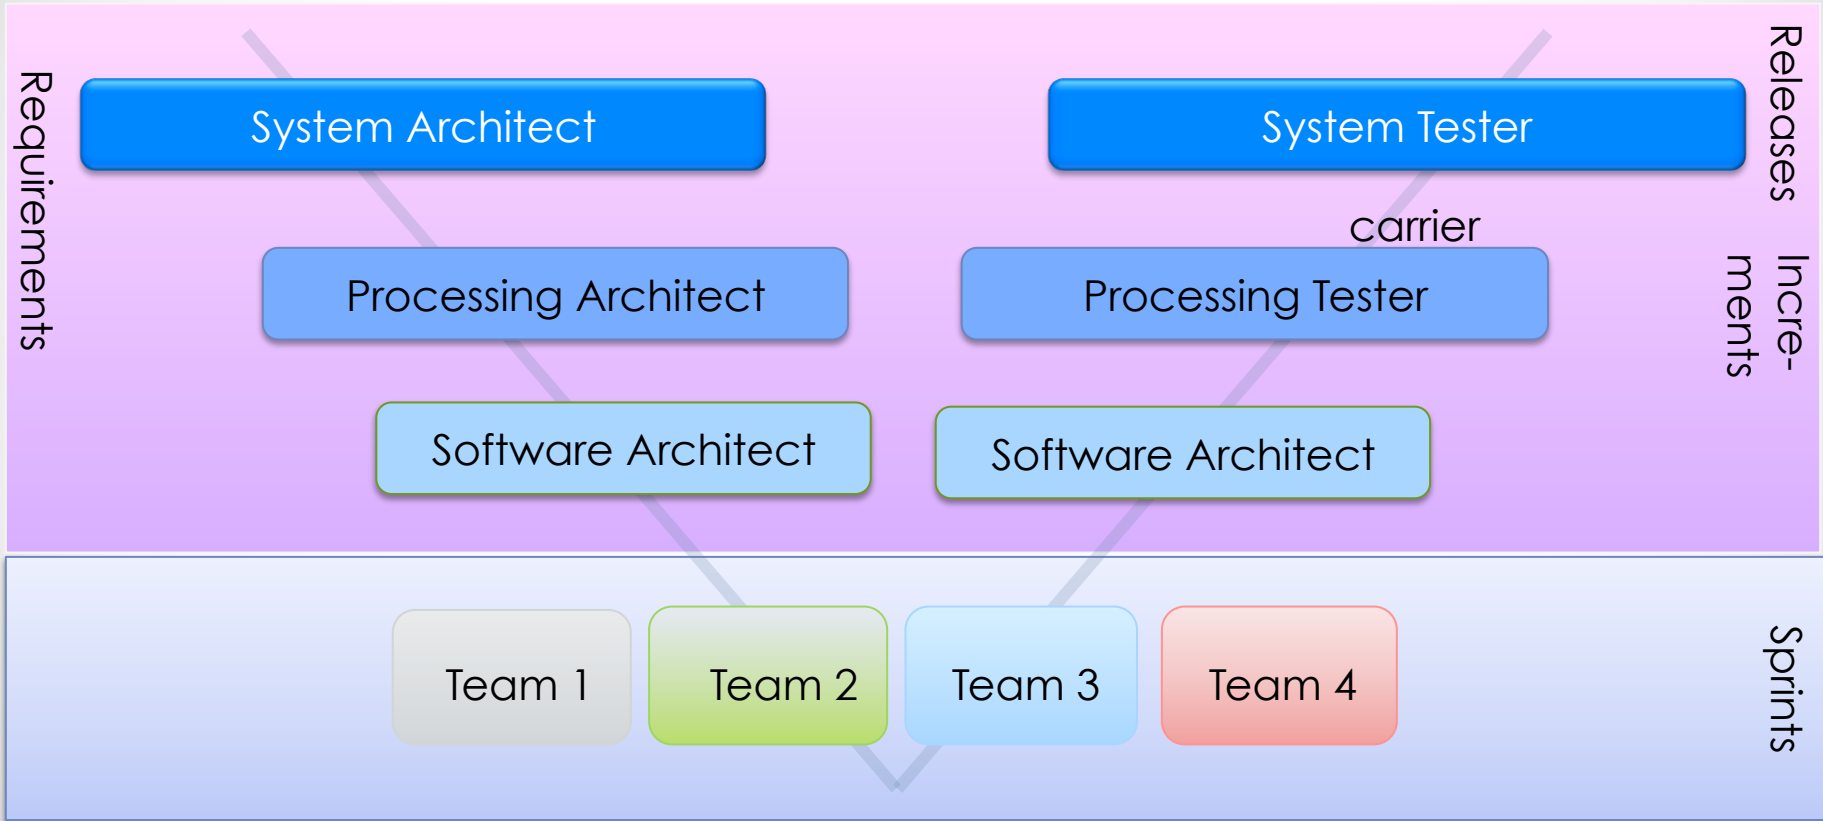 Requirements
System Architect
System Tester
Releases
carrier
Processing Architect
Processing Tester
Incre-
ments
Software Architect
Software Architect
Team 1
Team 2
Team 3
Team 4
Sprints